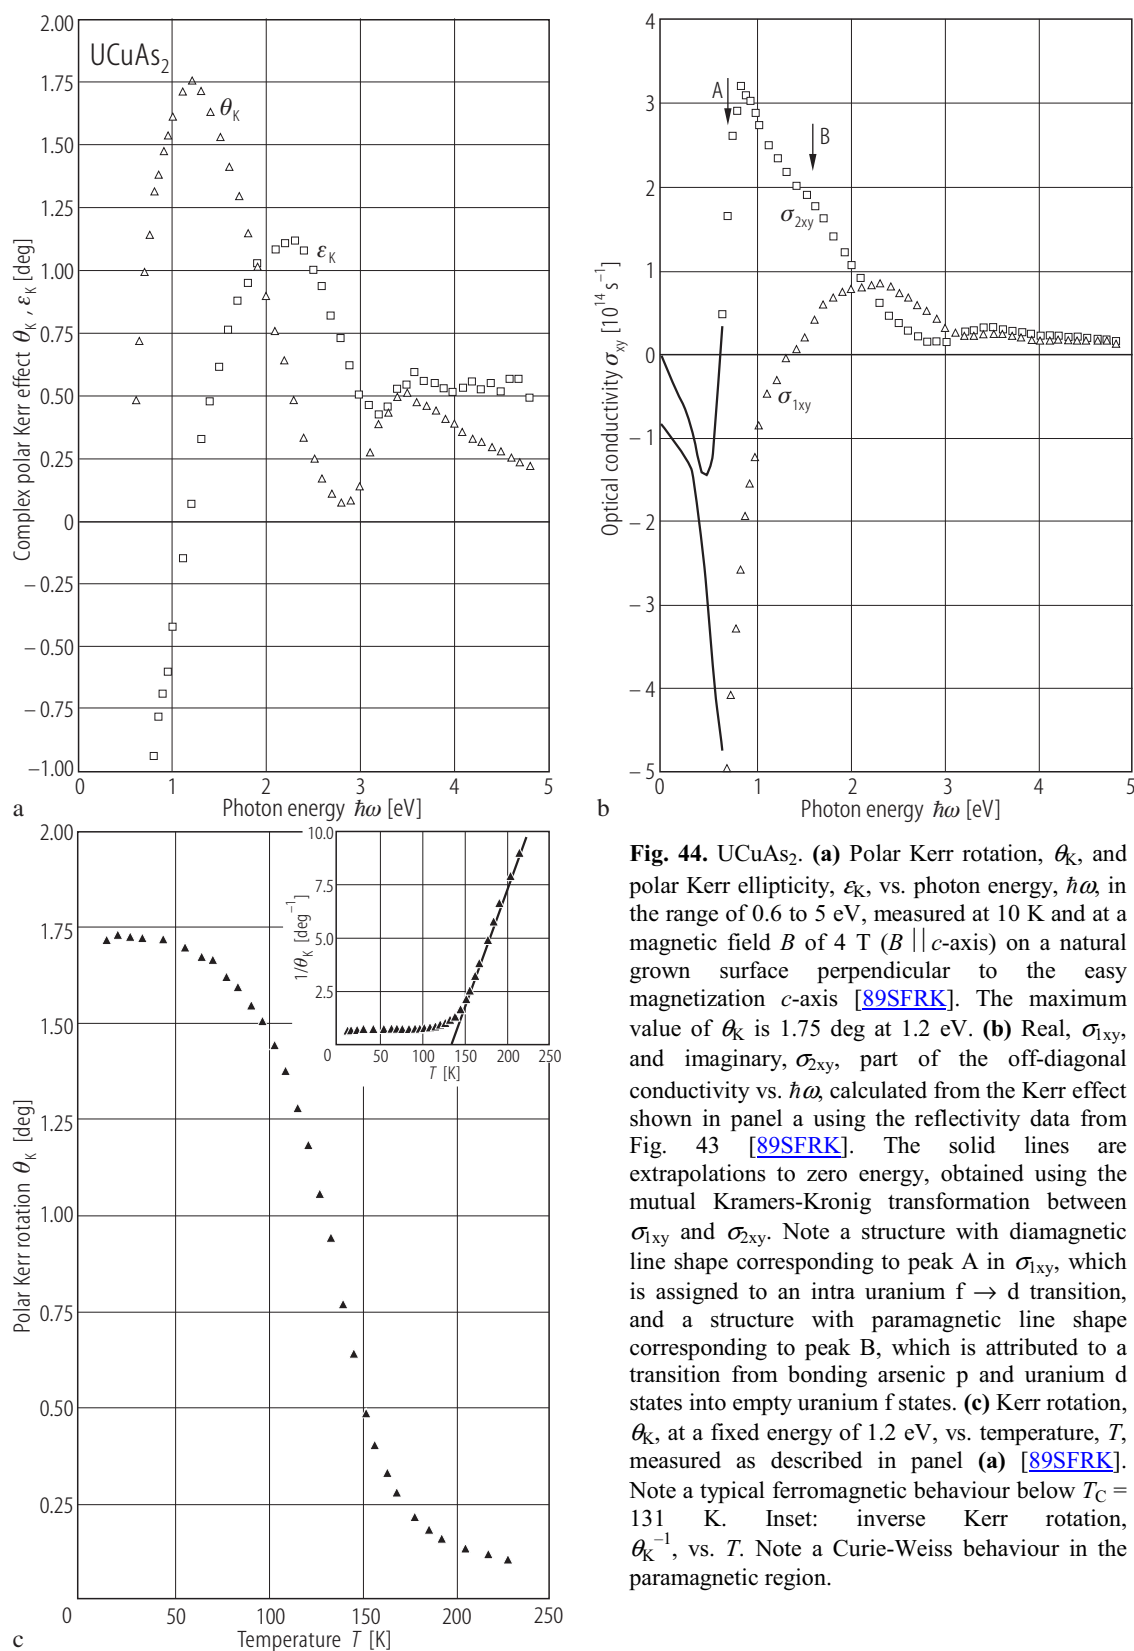 2.00
1.75
1.50
1.25
1.00
0.75
0.50
0.25
0
– 0.25
– 0.50
– 0.75
–1.00
Complex polar Kerr effect θK , εK [deg]
UCuAs2
θK
εK
0 1 2 3 4 5
Photon energy ħω [eV]
a
4
3
2
1
0
– 1
– 2
– 3
– 4
– 5
Optical conductivity σxy [10^14 s^–1]
A
B
σ2xy
σ1xy
0 1 2 3 4 5
Photon energy ħω [eV]
b
2.00
1.75
1.50
1.25
1.00
0.75
0.50
0.25
Polar Kerr rotation θK [deg]
10.0
7.5
5.0
2.5
0 50 100 150 200 250
1/θK [deg^–1]
T [K]
0 50 100 150 200 250
Temperature T [K]
c
Fig. 44. UCuAs2. (a) Polar Kerr rotation, θK, and
polar Kerr ellipticity, εK, vs. photon energy, ħω, in
the range of 0.6 to 5 eV, measured at 10 K and at a
magnetic field B of 4 T (B || c-axis) on a natural
grown surface perpendicular to the easy
magnetization c-axis [89SFRK]. The maximum
value of θK is 1.75 deg at 1.2 eV. (b) Real, σ1xy,
and imaginary, σ2xy, part of the off-diagonal
conductivity vs. ħω, calculated from the Kerr effect
shown in panel a using the reflectivity data from
Fig. 43 [89SFRK]. The solid lines are
extrapolations to zero energy, obtained using the
mutual Kramers-Kronig transformation between
σ1xy and σ2xy. Note a structure with diamagnetic
line shape corresponding to peak A in σ1xy, which
is assigned to an intra uranium f → d transition,
and a structure with paramagnetic line shape
corresponding to peak B, which is attributed to a
transition from bonding arsenic p and uranium d
states into empty uranium f states. (c) Kerr rotation,
θK, at a fixed energy of 1.2 eV, vs. temperature, T,
measured as described in panel (a) [89SFRK].
Note a typical ferromagnetic behaviour below TC =
131 K. Inset: inverse Kerr rotation,
θK^–1, vs. T. Note a Curie-Weiss behaviour in the
paramagnetic region.